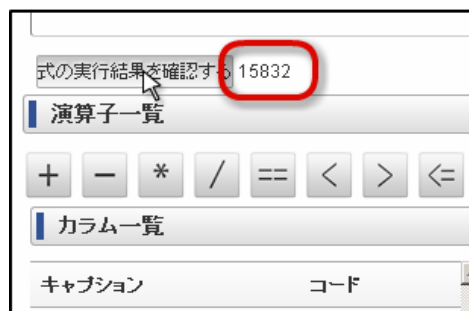 式の実行結果を確認する 15832
演算子一覧
+ - * / == < > <=
カラム一覧
キャプション コード